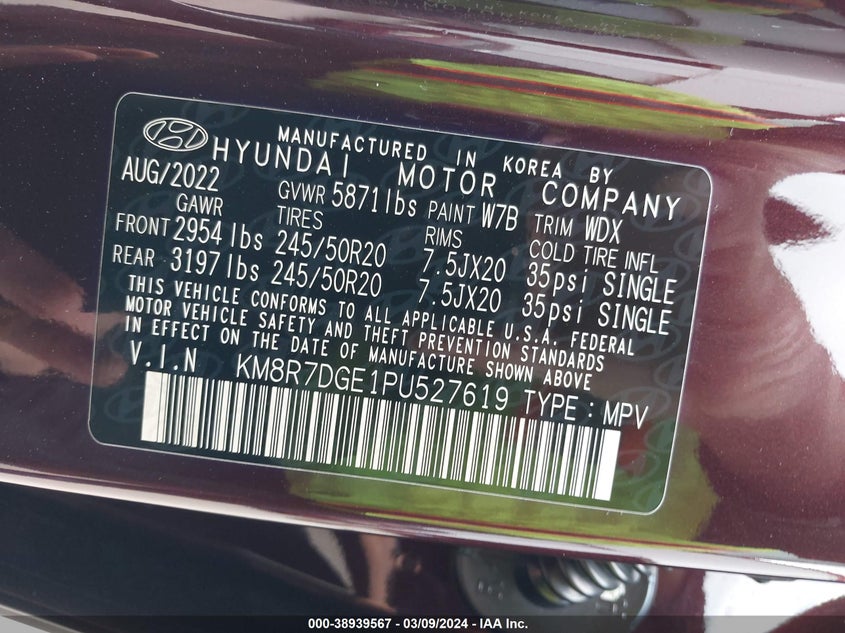 MANUFACTURED IN KOREA BY
HYUNDAI MOTOR COMPANY
AUG/2022 GVWR 5871lbs PAINT W7B TRIM WDX
GAWR TIRES RIMS COLD TIRE INFL
FRONT 2954lbs 245/50R20 7.5JX20 35psi SINGLE
REAR 3197lbs 245/50R20 7.5JX20 35psi SINGLE
THIS VEHICLE CONFORMS TO ALL APPLICABLE U.S.A. FEDERAL
MOTOR VEHICLE SAFETY AND THEFT PREVENTION STANDARDS
IN EFFECT ON THE DATE OF MANUFACTURE SHOWN ABOVE
V.I.N KM8R7DGE1PU527619 TYPE : MPV
000-38939567 - 03/09/2024 - IAA Inc.